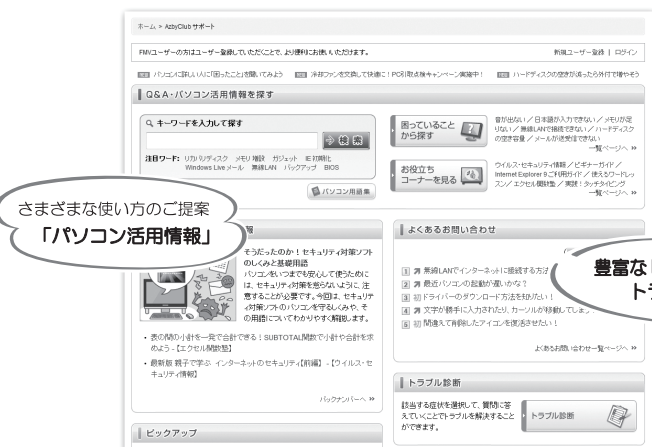 ホーム > AzbyClub サポート
FMVユーザーの方はユーザー登録していただくことで、より便利にお使いいただけます。
新規ユーザー登録 | ログイン
パソコンに詳しい人に「困ったこと」を聞いてみよう
冷却ファンを交換して快適に！PC引取点検キャンペーン実施中！
ハードディスクの空きが減ったら外付で増やそう
Q&A・パソコン活用情報を探す
キーワードを入力して探す
検索
注目ワード： リカバリディスク メモリ増設 ガジェット IE初期化
Windows Live メール 無線LAN バックアップ BIOS
パソコン用語集
困っていること
から探す
音が出ない／日本語が入力できない／メモリが足
りない／無線LANで接続できない／ハードディスク
の空き容量／メールが送受信できない
一覧ページへ
お役立ち
コーナーを見る
ウイルス・セキュリティ情報／ビギナーガイド／
Internet Explorer 9ご利用ガイド／使えるワードレッ
スン／エクセル関数塾／実践！タッチタイピング
一覧ページへ
さまざまな使い方のご提案
「パソコン活用情報」
報
そうだったのか！セキュリティ対策ソフト
のしくみと基礎用語
パソコンをいつまでも安心して使うために
は、セキュリティ対策を怠らないように、注
意することが必要です。今回は、セキュリテ
ィ対策ソフトのパソコンを守るしくみや、そ
の用語についてわかりやすく解説します。
・ 表の間の小計を一発で合計できる！SUBTOTAL関数で小計や合計を求
めよう -【エクセル関数塾】
・ 最新版 親子で学ぶ インターネットのセキュリティ【前編】 -【ウイルス・セ
キュリティ情報】
バックナンバーへ
ピックアップ
よくあるお問い合わせ
1 無線LANでインターネットに接続する方法
2 最近パソコンの起動が遅いかな？
3 ドライバーのダウンロード方法を知りたい！
4 文字が勝手に入力されたり、カーソルが移動してしま
5 間違えて削除したアイコンを復活させたい！
よくあるお問い合わせ一覧ページへ
豊富な
トラ
トラブル診断
該当する症状を選択して、質問に答
えていくことでトラブルを解決すること
ができます。
トラブル診断